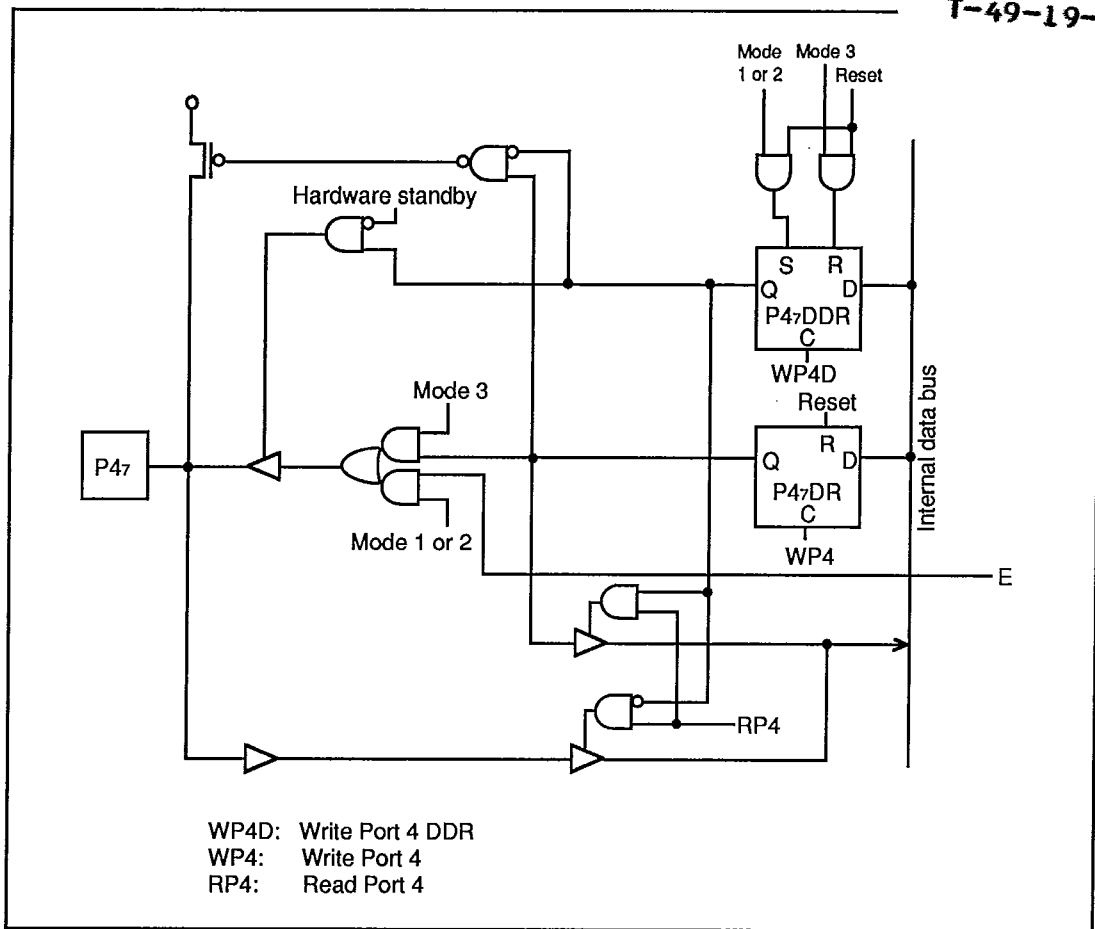 T-49-19-
Mode Mode 3
1 or 2 Reset
Hardware standby
S R
Q D
P47DDR
C
WP4D
Mode 3
Reset
P47
R
Q D
P47DR
C
Internal data bus
Mode 1 or 2
WP4
E
RP4
WP4D: Write Port 4 DDR
WP4: Write Port 4
RP4: Read Port 4